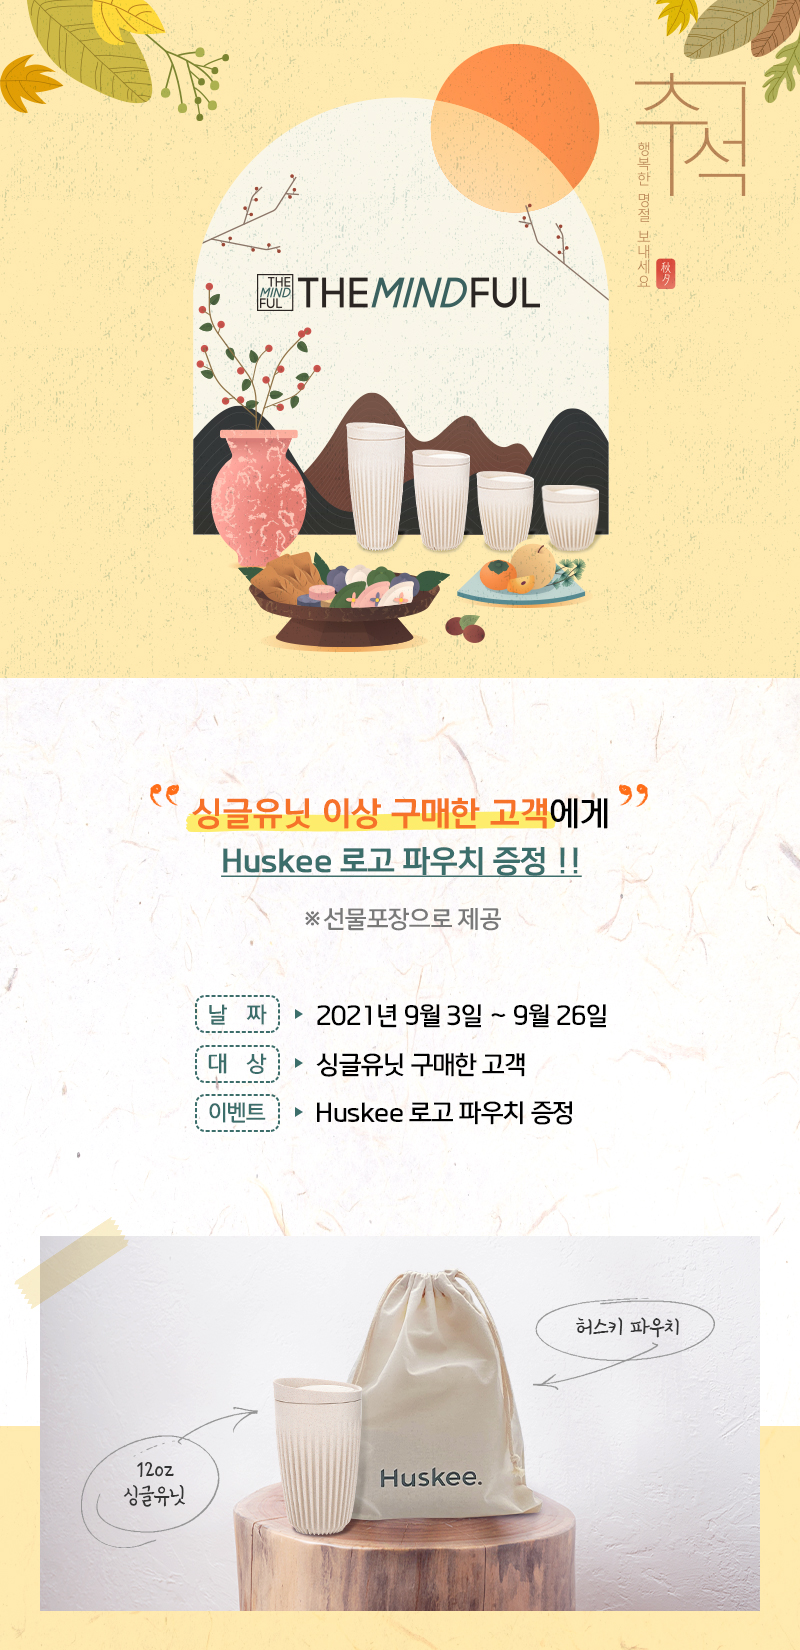 추석
행복한 명절 보내세요
秋夕
THE
MIND
FUL
THEMINDFUL
❝ 싱글유닛 이상 구매한 고객에게 ❞
Huskee 로고 파우치 증정 !!
※선물포장으로 제공
날 짜 ▶ 2021년 9월 3일 ~ 9월 26일
대 상 ▶ 싱글유닛 구매한 고객
이벤트 ▶ Huskee 로고 파우치 증정
허스키 파우치
12oz
싱글유닛
Huskee.